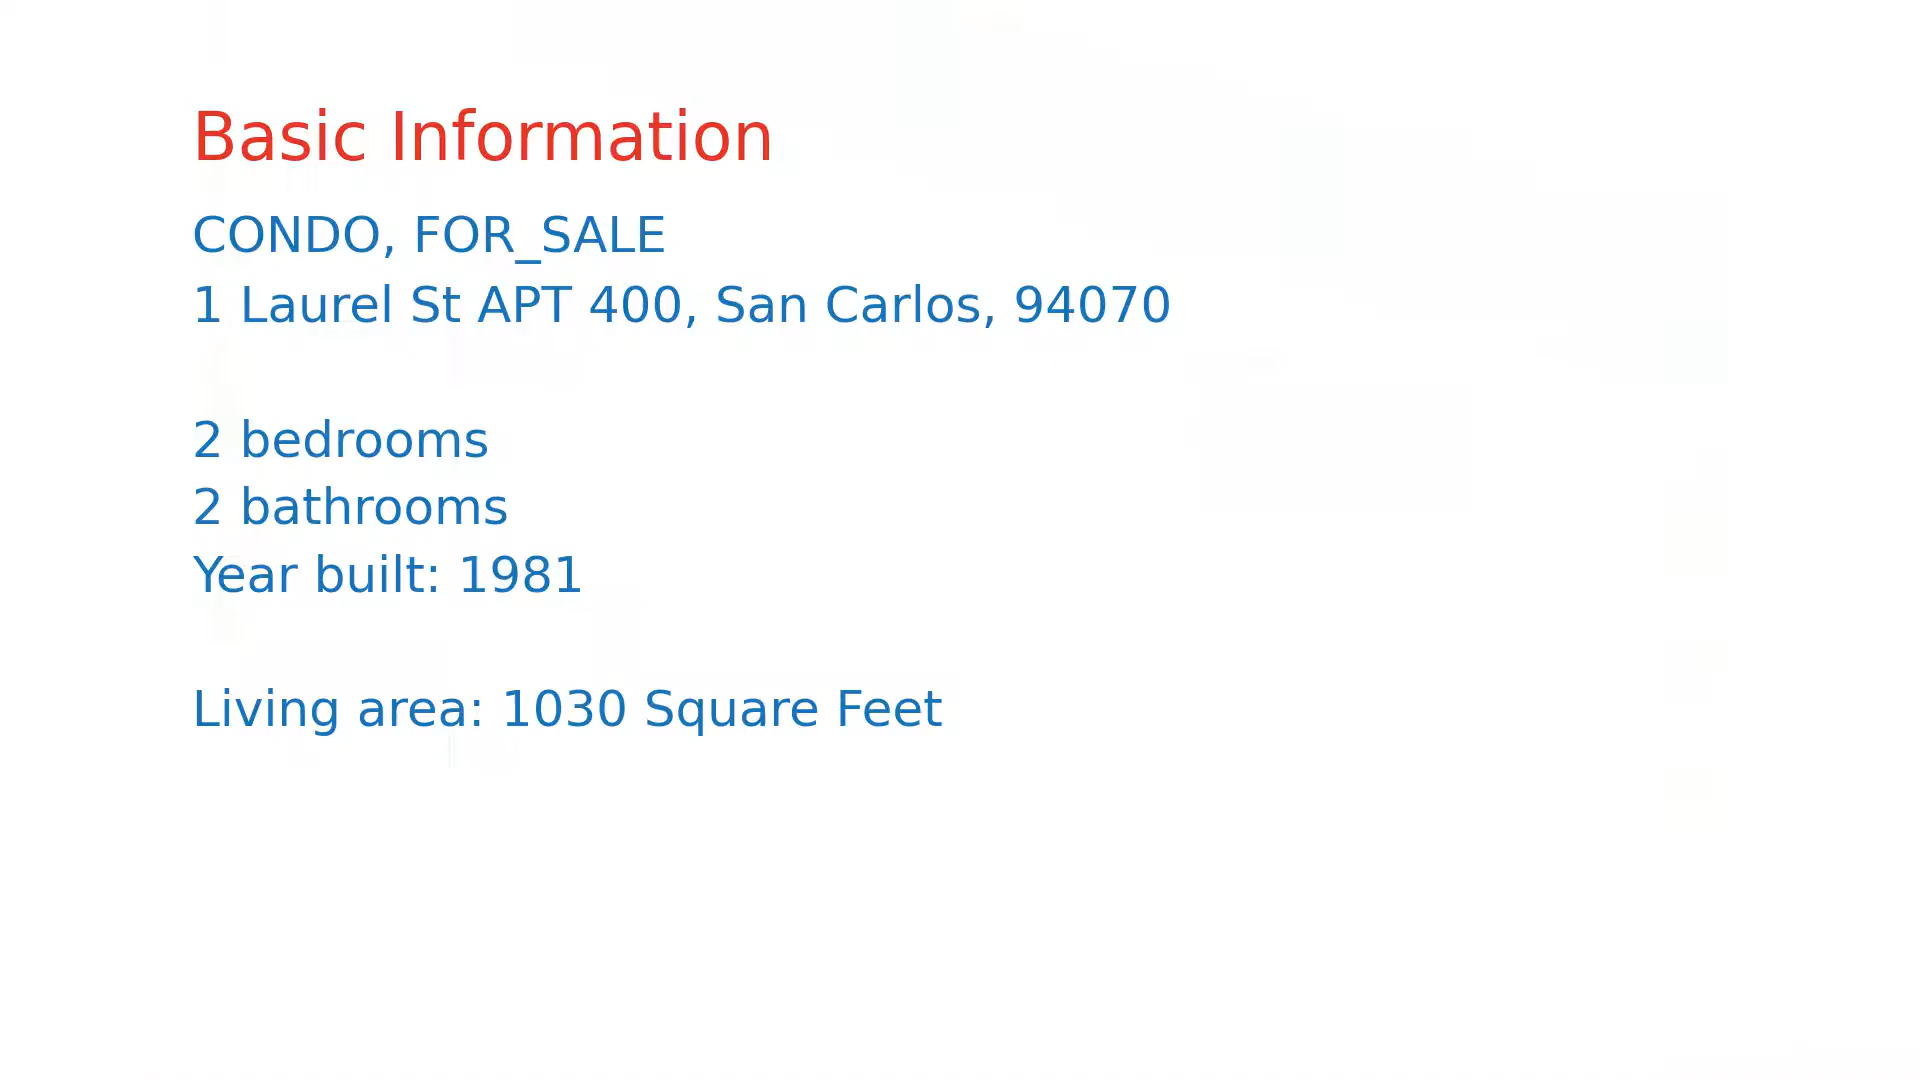 Basic Information
CONDO, FOR_SALE
1 Laurel St APT 400, San Carlos, 94070
2 bedrooms
2 bathrooms
Year built: 1981
Living area: 1030 Square Feet